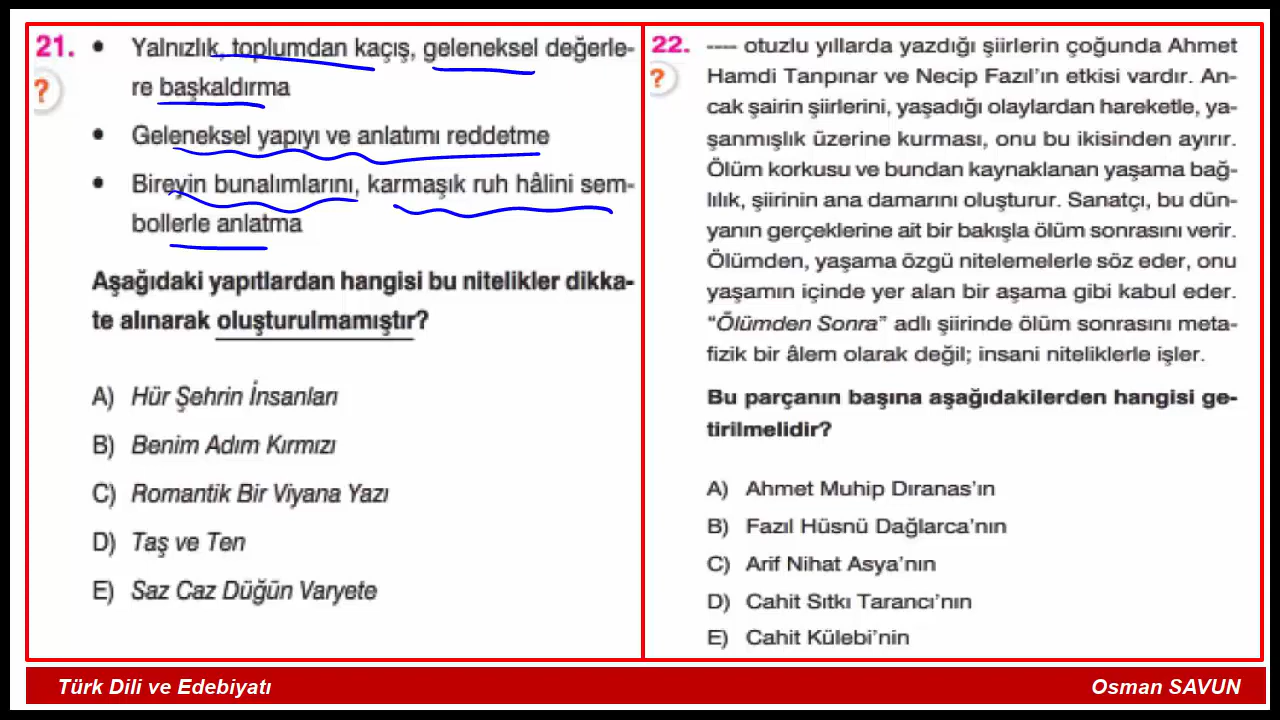 21. • Yalnızlık, toplumdan kaçış, geleneksel değerle-
re başkaldırma
?
• Geleneksel yapıyı ve anlatımı reddetme
• Bireyin bunalımlarını, karmaşık ruh hâlini sem-
bollerle anlatma
Aşağıdaki yapıtlardan hangisi bu nitelikler dikka-
te alınarak oluşturulmamıştır?
A) Hür Şehrin İnsanları
B) Benim Adım Kırmızı
C) Romantik Bir Viyana Yazı
D) Taş ve Ten
E) Saz Caz Düğün Varyete
22. ---- otuzlu yıllarda yazdığı şiirlerin çoğunda Ahmet
? Hamdi Tanpınar ve Necip Fazıl’ın etkisi vardır. An-
cak şairin şiirlerini, yaşadığı olaylardan hareketle, ya-
şanmışlık üzerine kurması, onu bu ikisinden ayırır.
Ölüm korkusu ve bundan kaynaklanan yaşama bağ-
lılık, şiirinin ana damarını oluşturur. Sanatçı, bu dün-
yanın gerçeklerine ait bir bakışla ölüm sonrasını verir.
Ölümden, yaşama özgü nitelemelerle söz eder, onu
yaşamın içinde yer alan bir aşama gibi kabul eder.
“Ölümden Sonra” adlı şiirinde ölüm sonrasını meta-
fizik bir âlem olarak değil; insani niteliklerle işler.
Bu parçanın başına aşağıdakilerden hangisi ge-
tirilmelidir?
A) Ahmet Muhip Dıranas’ın
B) Fazıl Hüsnü Dağlarca’nın
C) Arif Nihat Asya’nın
D) Cahit Sıtkı Tarancı’nın
E) Cahit Külebi’nin
Türk Dili ve Edebiyatı
Osman SAVUN